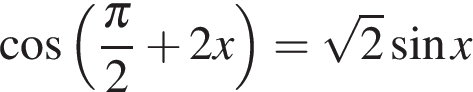 cos(π/2 + 2x) = √2 sin x